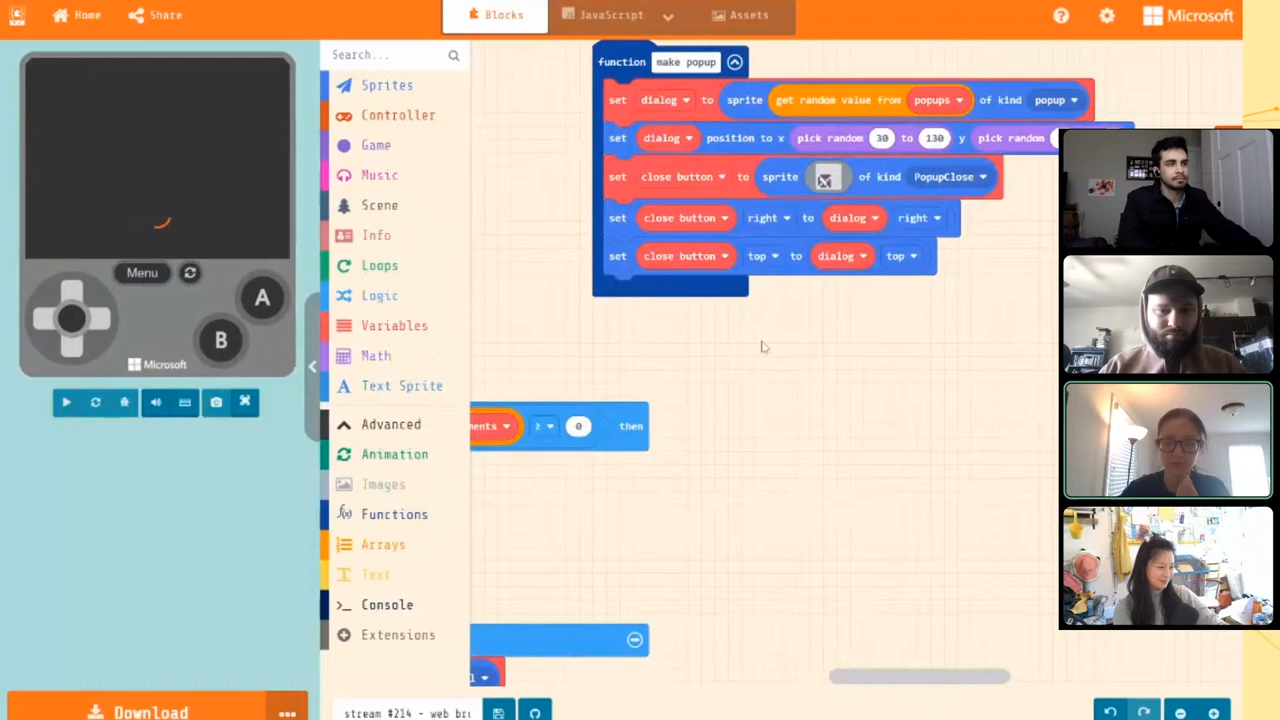 Home
Share
Blocks
JavaScript
Assets
Microsoft
Search...
Sprites
Controller
Game
Music
Scene
Info
Loops
Logic
Variables
Math
Text Sprite
Advanced
Animation
Images
Functions
Arrays
Text
Console
Extensions
Menu
A
B
Microsoft
Download
function make popup
set dialog to sprite get random value from popups of kind popup
set dialog position to x pick random 30 to 130 y pick random
set close button to sprite of kind PopupClose
set close button right to dialog right
set close button top to dialog top
ments ≥ 0 then
stream #214 - web bro